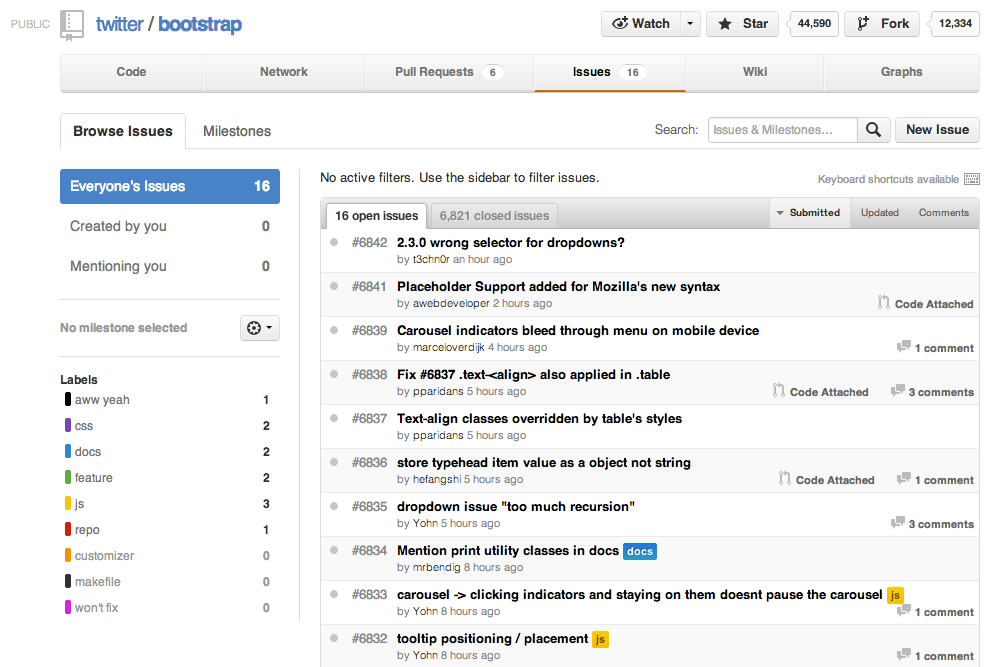 PUBLIC twitter / bootstrap Watch Star 44,590 Fork 12,334
Code Network Pull Requests 6 Issues 16 Wiki Graphs
Browse Issues Milestones Search: Issues & Milestones... New Issue
Everyone's Issues 16
Created by you 0
Mentioning you 0
No milestone selected
Labels
aww yeah 1
css 2
docs 2
feature 2
js 3
repo 1
customizer 0
makefile 0
won't fix 0
No active filters. Use the sidebar to filter issues. Keyboard shortcuts available
16 open issues 6,821 closed issues Submitted Updated Comments
#6842 2.3.0 wrong selector for dropdowns?
by t3chn0r an hour ago
#6841 Placeholder Support added for Mozilla's new syntax
by awebdeveloper 2 hours ago Code Attached
#6839 Carousel indicators bleed through menu on mobile device
by marceloverdijk 4 hours ago 1 comment
#6838 Fix #6837 .text-<align> also applied in .table
by pparidans 5 hours ago Code Attached 3 comments
#6837 Text-align classes overridden by table's styles
by pparidans 5 hours ago
#6836 store typehead item value as a object not string
by hefangshi 5 hours ago Code Attached 1 comment
#6835 dropdown issue "too much recursion"
by Yohn 5 hours ago 3 comments
#6834 Mention print utility classes in docs docs
by mrbendig 8 hours ago
#6833 carousel -> clicking indicators and staying on them doesnt pause the carousel js
by Yohn 8 hours ago 1 comment
#6832 tooltip positioning / placement js
by Yohn 8 hours ago 1 comment